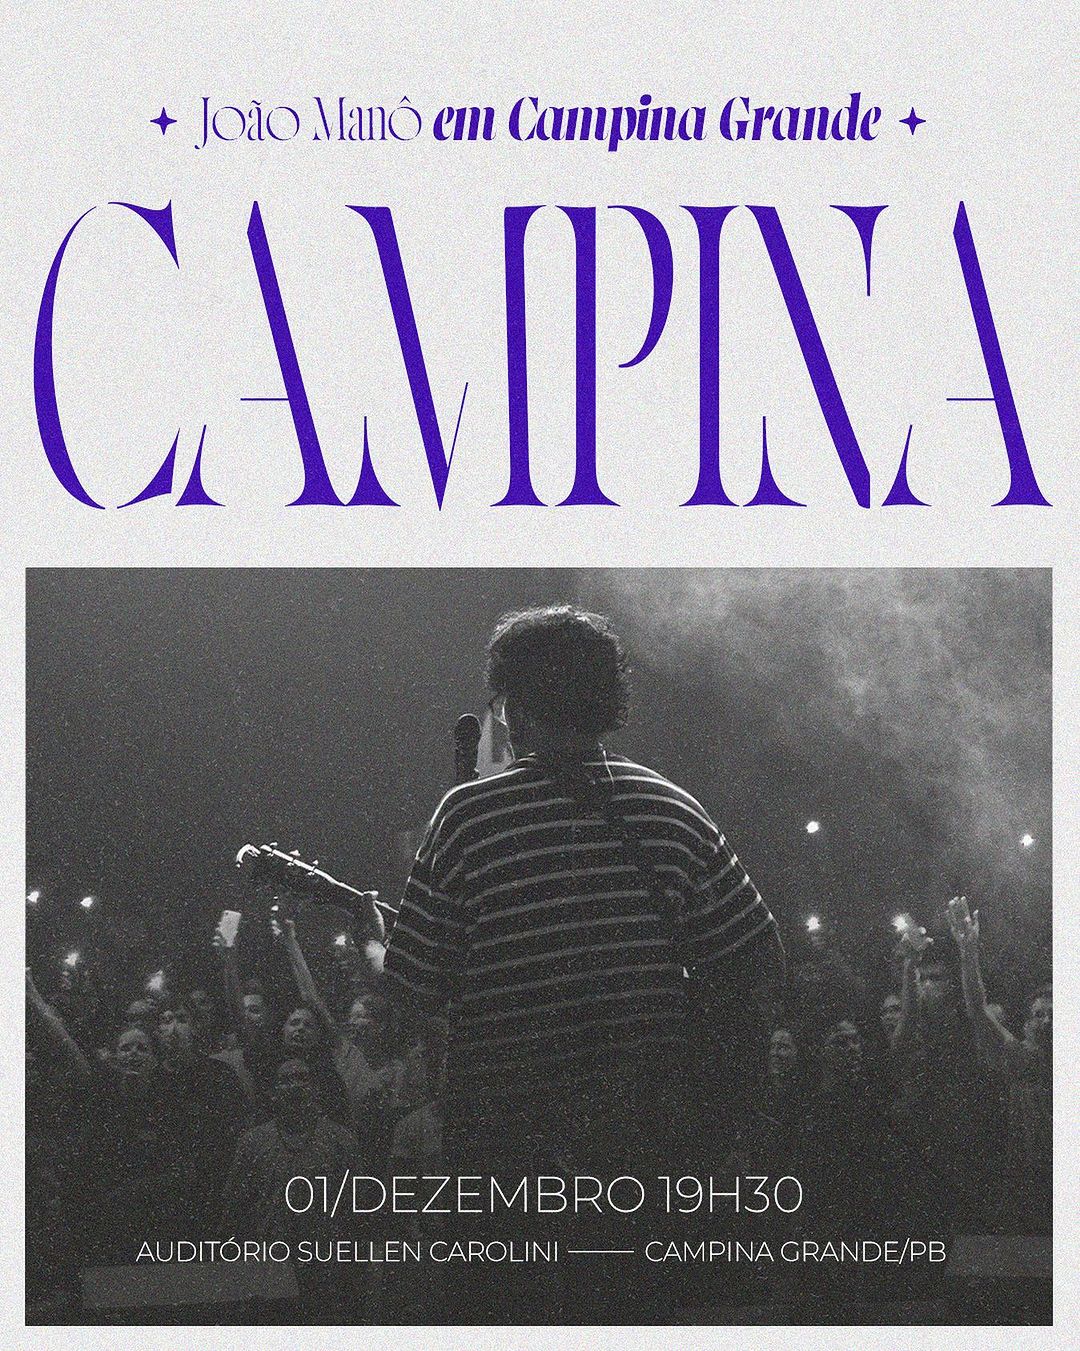 João Manô em Campina Grande
CAMPINA
01/DEZEMBRO 19H30
AUDITÓRIO SUELLEN CAROLINI —— CAMPINA GRANDE/PB